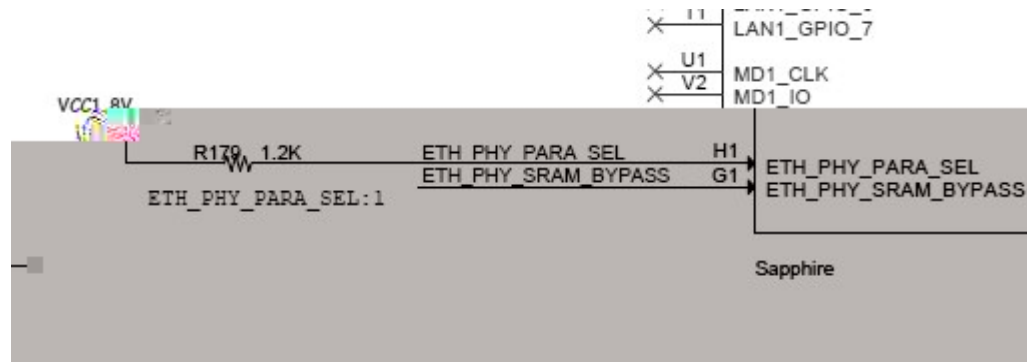 LAN1_GPIO_7
U1
MD1_CLK
V2
MD1_IO
R179 1.2K
ETH_PHY_PARA_SEL H1
ETH_PHY_PARA_SEL
ETH_PHY_SRAM_BYPASS G1
ETH_PHY_SRAM_BYPASS
ETH_PHY_PARA_SEL:1
Sapphire